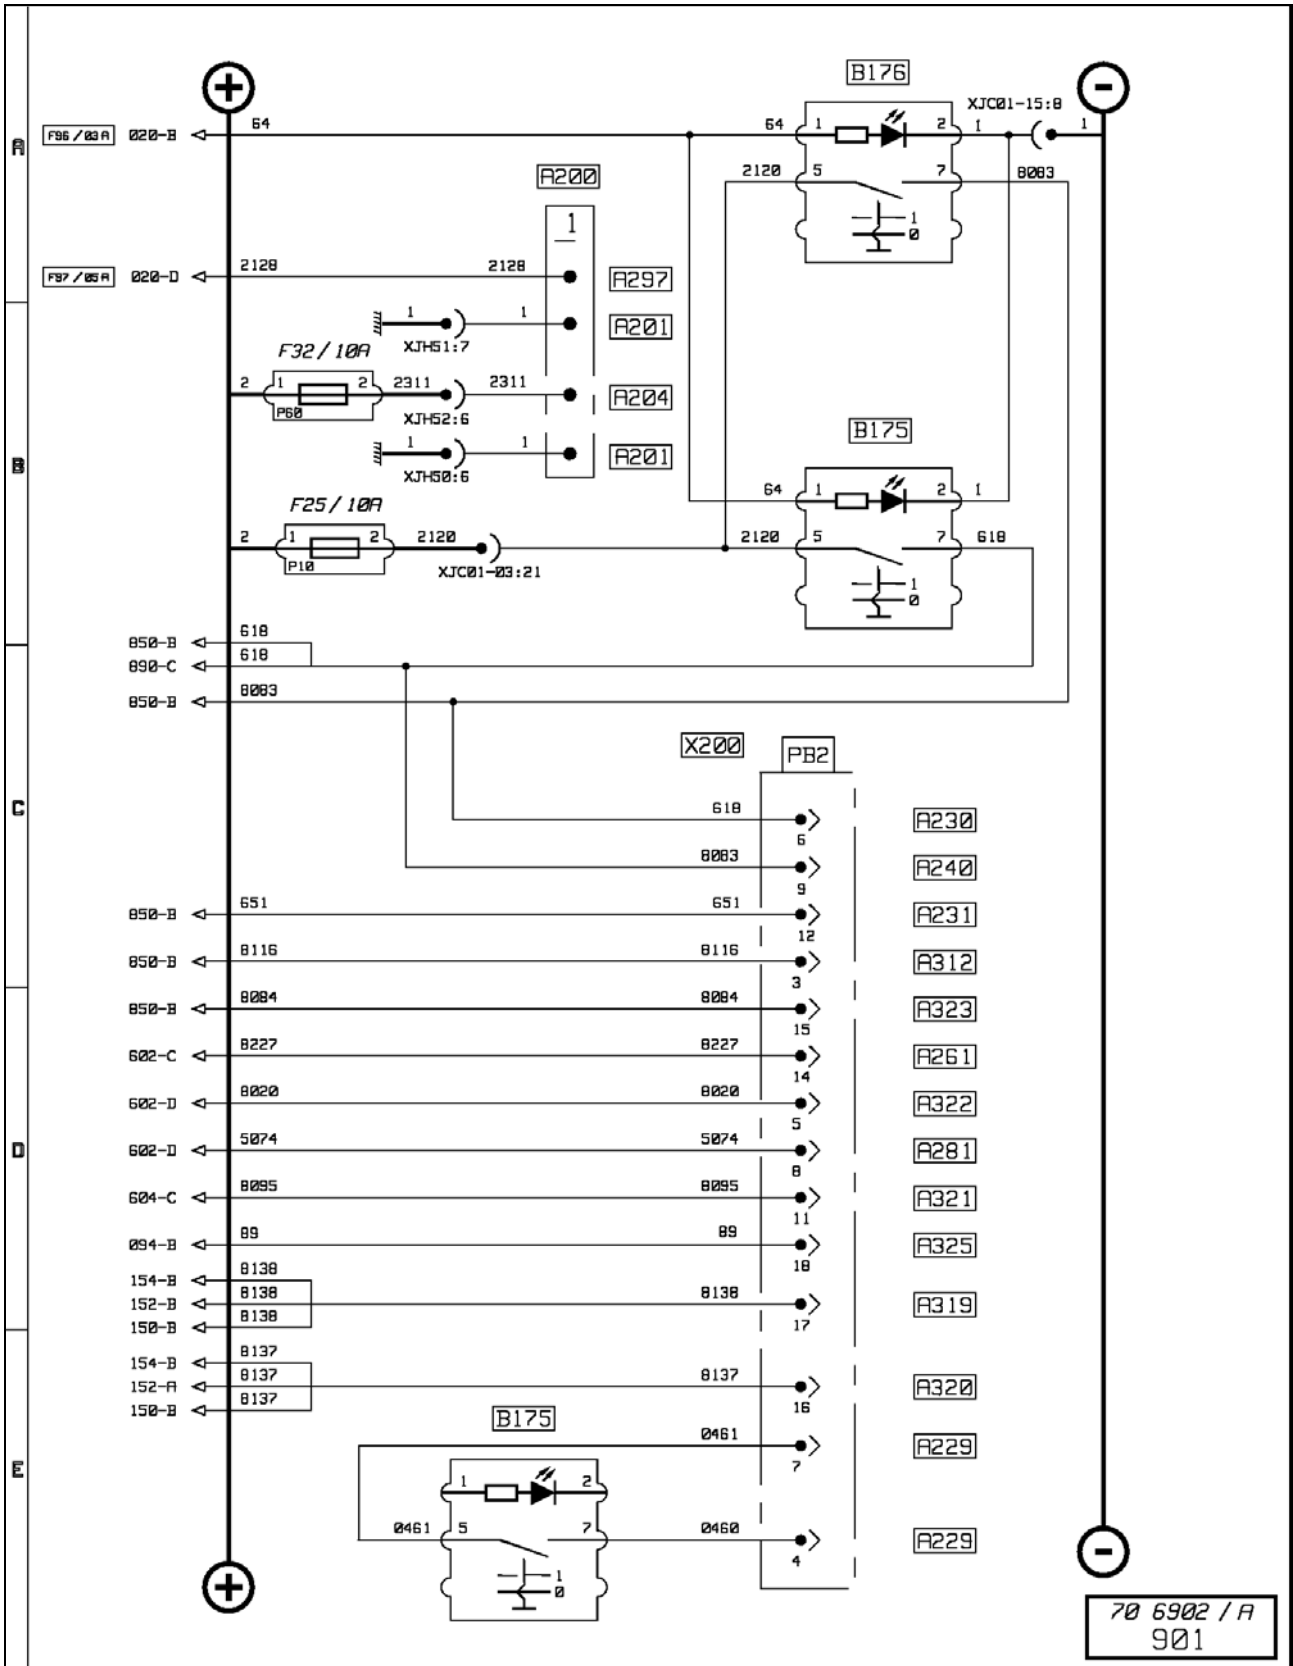 B176
XJC01-15:8
+
-
A
F96/03A 020-B 64 64 1 2 1 1
2120 5 7 8083
A200
1
1
0
F97/05A 020-D 2128 2128 A297
1 1 A201
XJH51:7
F32/10A
2 1 2 2311 2311 A204
P60
XJH52:6
B175
1 1 A201
B
XJH50:6
64 1 2 1
F25/10A
2 1 2 2120 2120 5 7 618
P10
XJC01-03:21
1
0
850-B 618
890-C 618
850-B 8083
X200 PB2
C
618 A230
6
8083 A240
9
850-B 651 651 A231
12
850-B 8116 8116 A312
3
850-B 8084 8084 A323
15
602-C 8227 8227 A261
14
602-D 8020 8020 A322
5
D
602-D 5074 5074 A281
8
604-C 8095 8095 A321
11
094-B 89 89 A325
18
154-B 8138
152-B 8138 8138 A319
150-B 8138
17
154-B 8137
152-A 8137 8137 A320
150-B 8137
16
B175
0461 A229
7
E
1 2
0461 5 7 0460 A229
4
1
0
+
-
70 6902 / A
901